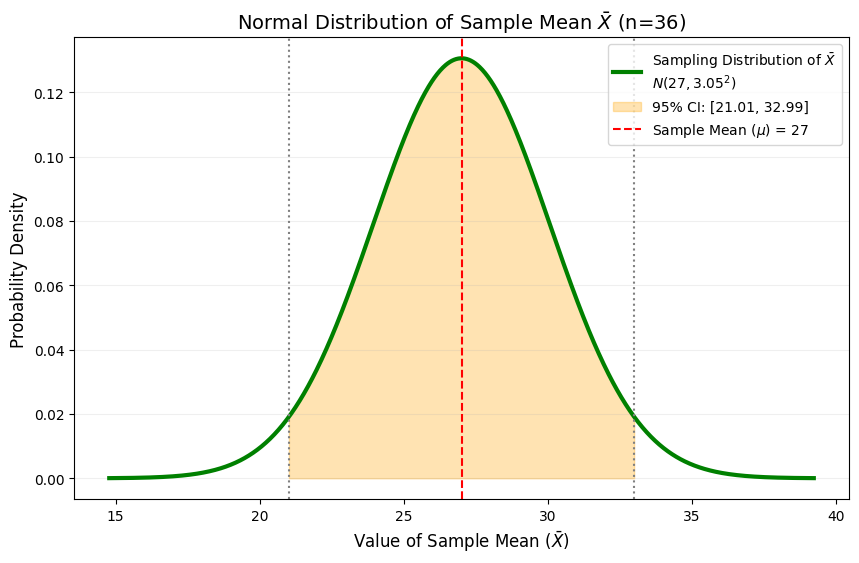 Normal Distribution of Sample Mean X̄ (n=36)
Sampling Distribution of X̄
N(27, 3.05²)
95% CI: [21.01, 32.99]
Sample Mean (μ) = 27
Probability Density
0.12
0.10
0.08
0.06
0.04
0.02
0.00
15 20 25 30 35 40
Value of Sample Mean (X̄)